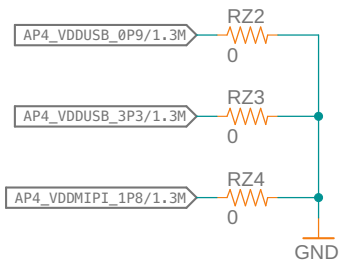 RZ2
AP4_VDDUSB_0P9/1.3M
0
RZ3
AP4_VDDUSB_3P3/1.3M
0
RZ4
AP4_VDDMIPI_1P8/1.3M
0
GND